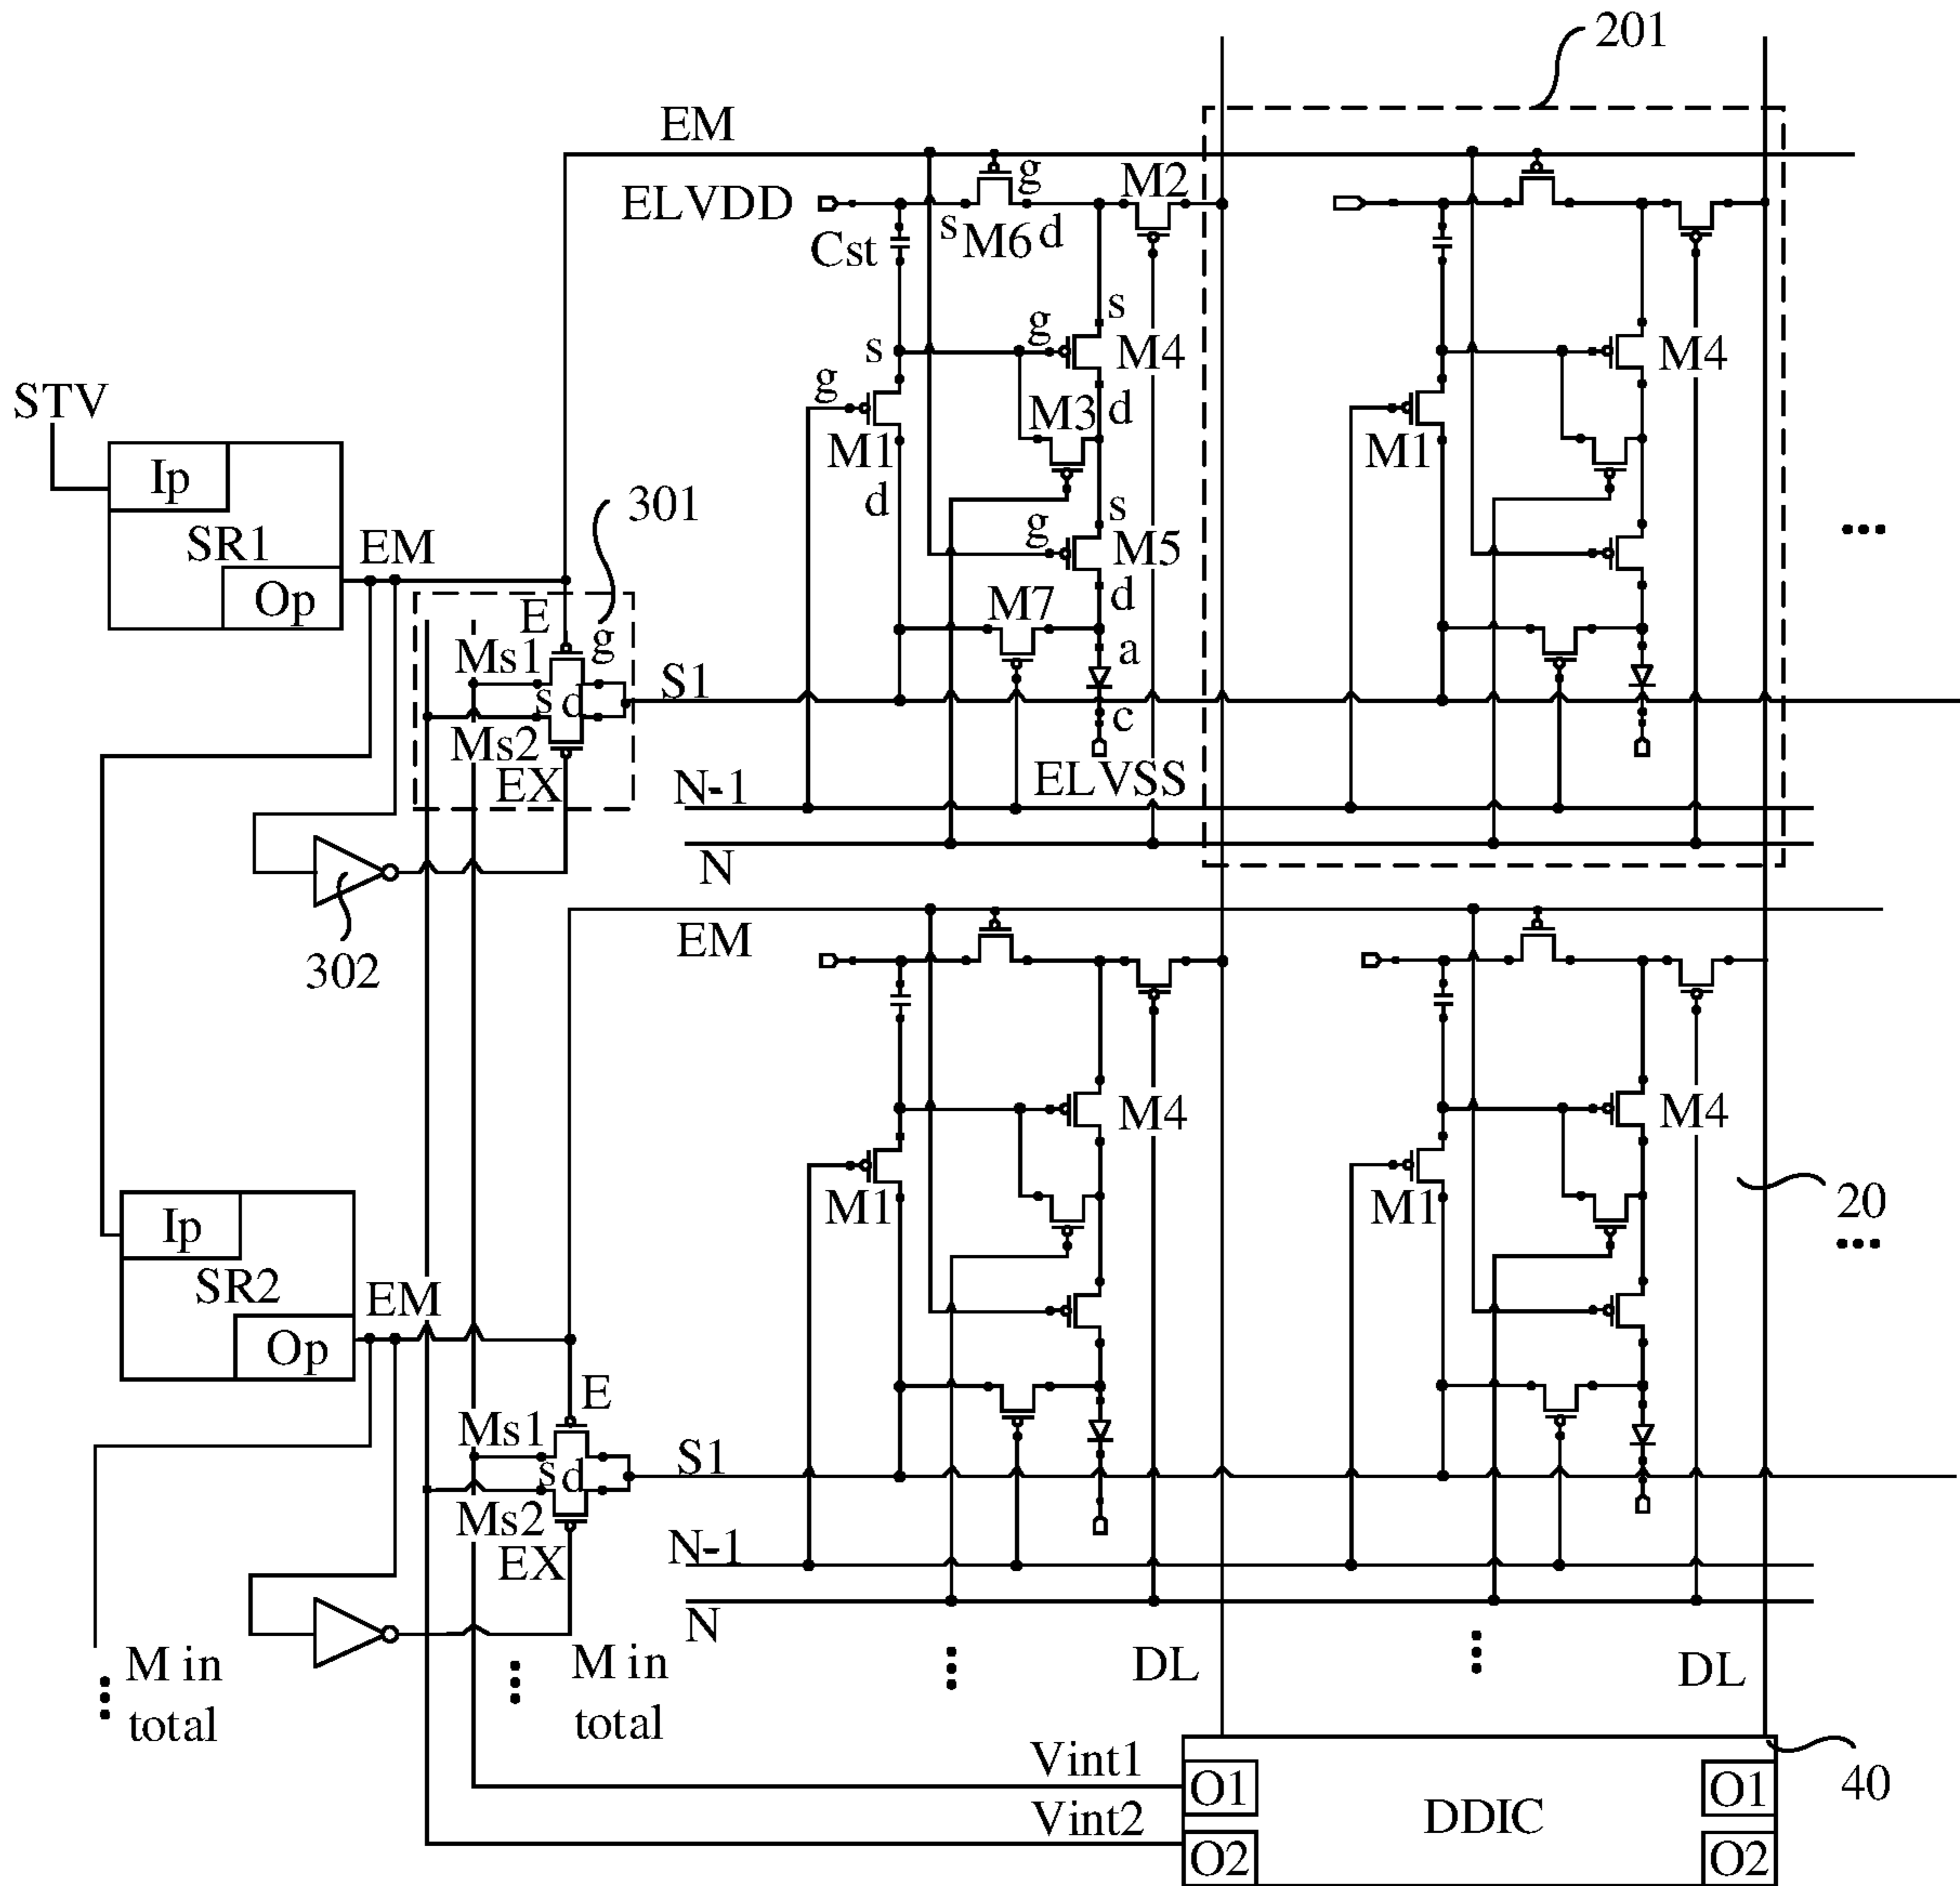 201
EM
ELVDD
g
M2
s
M6
d
Cst
s
g
s
M4
M4
STV
g
M3
d
M1
M1
Ip
d
301
s
SR1
EM
g
M5
Op
d
E
M7
g
Ms1
a
S1
s
d
c
Ms2
EX
N-1
ELVSS
N
302
EM
M4
M4
M1
M1
20
Ip
SR2
EM
Op
E
Ms1
S1
s
d
Ms2
EX
N-1
N
M in
total
M in
total
DL
DL
Vint1
O1
O1
40
DDIC
Vint2
O2
O2